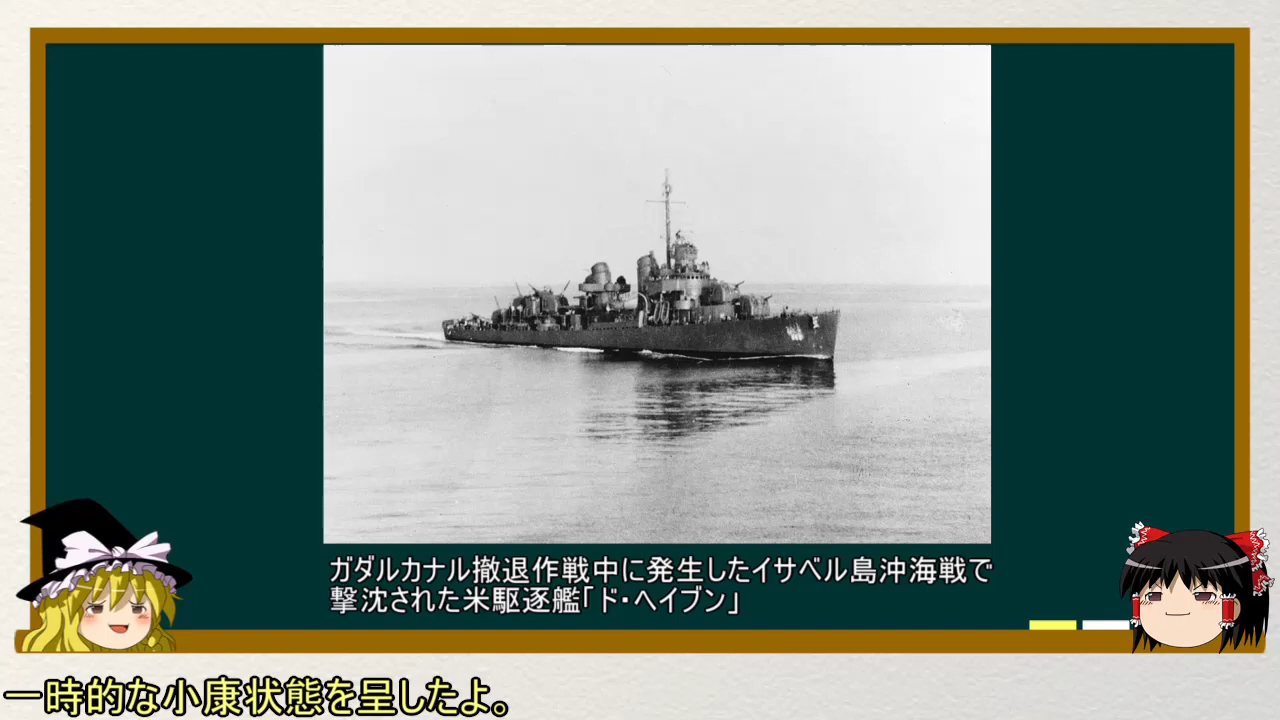 ガダルカナル撤退作戦中に発生したイサベル島沖海戦で
撃沈された米駆逐艦｢ド･ヘイブン｣
一時的な小康状態を呈したよ。